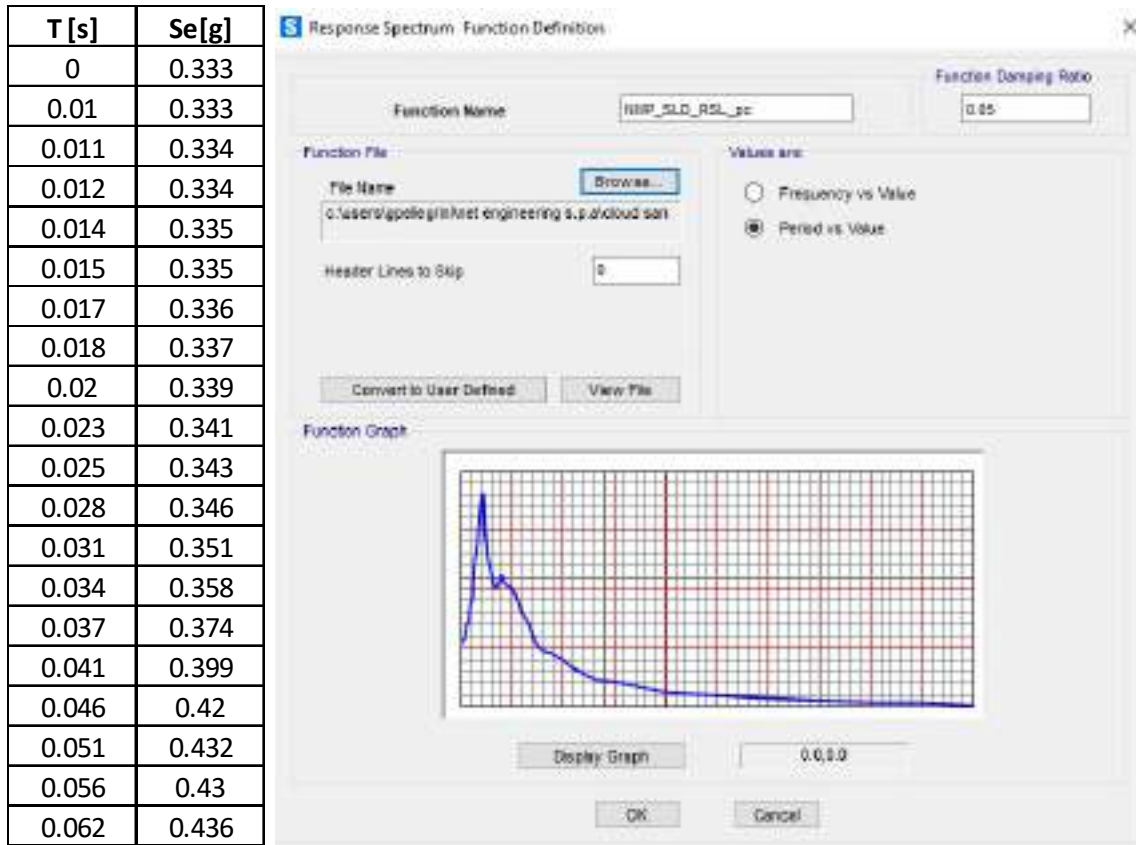 T [s] Se[g]
0 0.333
0.01 0.333
0.011 0.334
0.012 0.334
0.014 0.335
0.015 0.335
0.017 0.336
0.018 0.337
0.02 0.339
0.023 0.341
0.025 0.343
0.028 0.346
0.031 0.351
0.034 0.358
0.037 0.374
0.041 0.399
0.046 0.42
0.051 0.432
0.056 0.43
0.062 0.436
S Response Spectrum Function Definition
Function Damping Ratio
Function Name
0.05
Function File
Values are:
File Name
Browse...
Frequency vs Value
Period vs Value
Header Lines to Skip
0
Convert to User Defined
View File
Function Graph
Display Graph
0.0,0.0
OK
Cancel